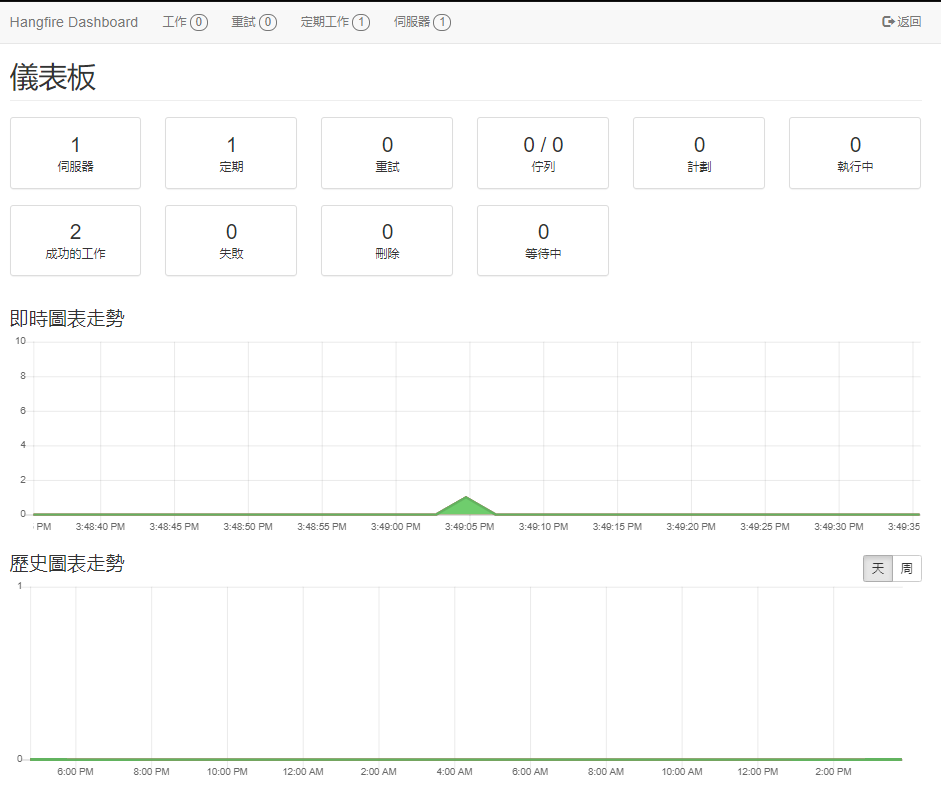 Hangfire Dashboard 工作 0 重試 0 定期工作 1 伺服器 1 返回
儀表板
1 1 0 0 / 0 0 0
伺服器 定期 重試 佇列 計劃 執行中
2 0 0 0
成功的工作 失敗 刪除 等待中
即時圖表走勢
10
8
6
4
2
0
PM 3:48:40 PM 3:48:45 PM 3:48:50 PM 3:48:55 PM 3:49:00 PM 3:49:05 PM 3:49:10 PM 3:49:15 PM 3:49:20 PM 3:49:25 PM 3:49:30 PM 3:49:35
歷史圖表走勢 天 周
1
0
6:00 PM 8:00 PM 10:00 PM 12:00 AM 2:00 AM 4:00 AM 6:00 AM 8:00 AM 10:00 AM 12:00 PM 2:00 PM